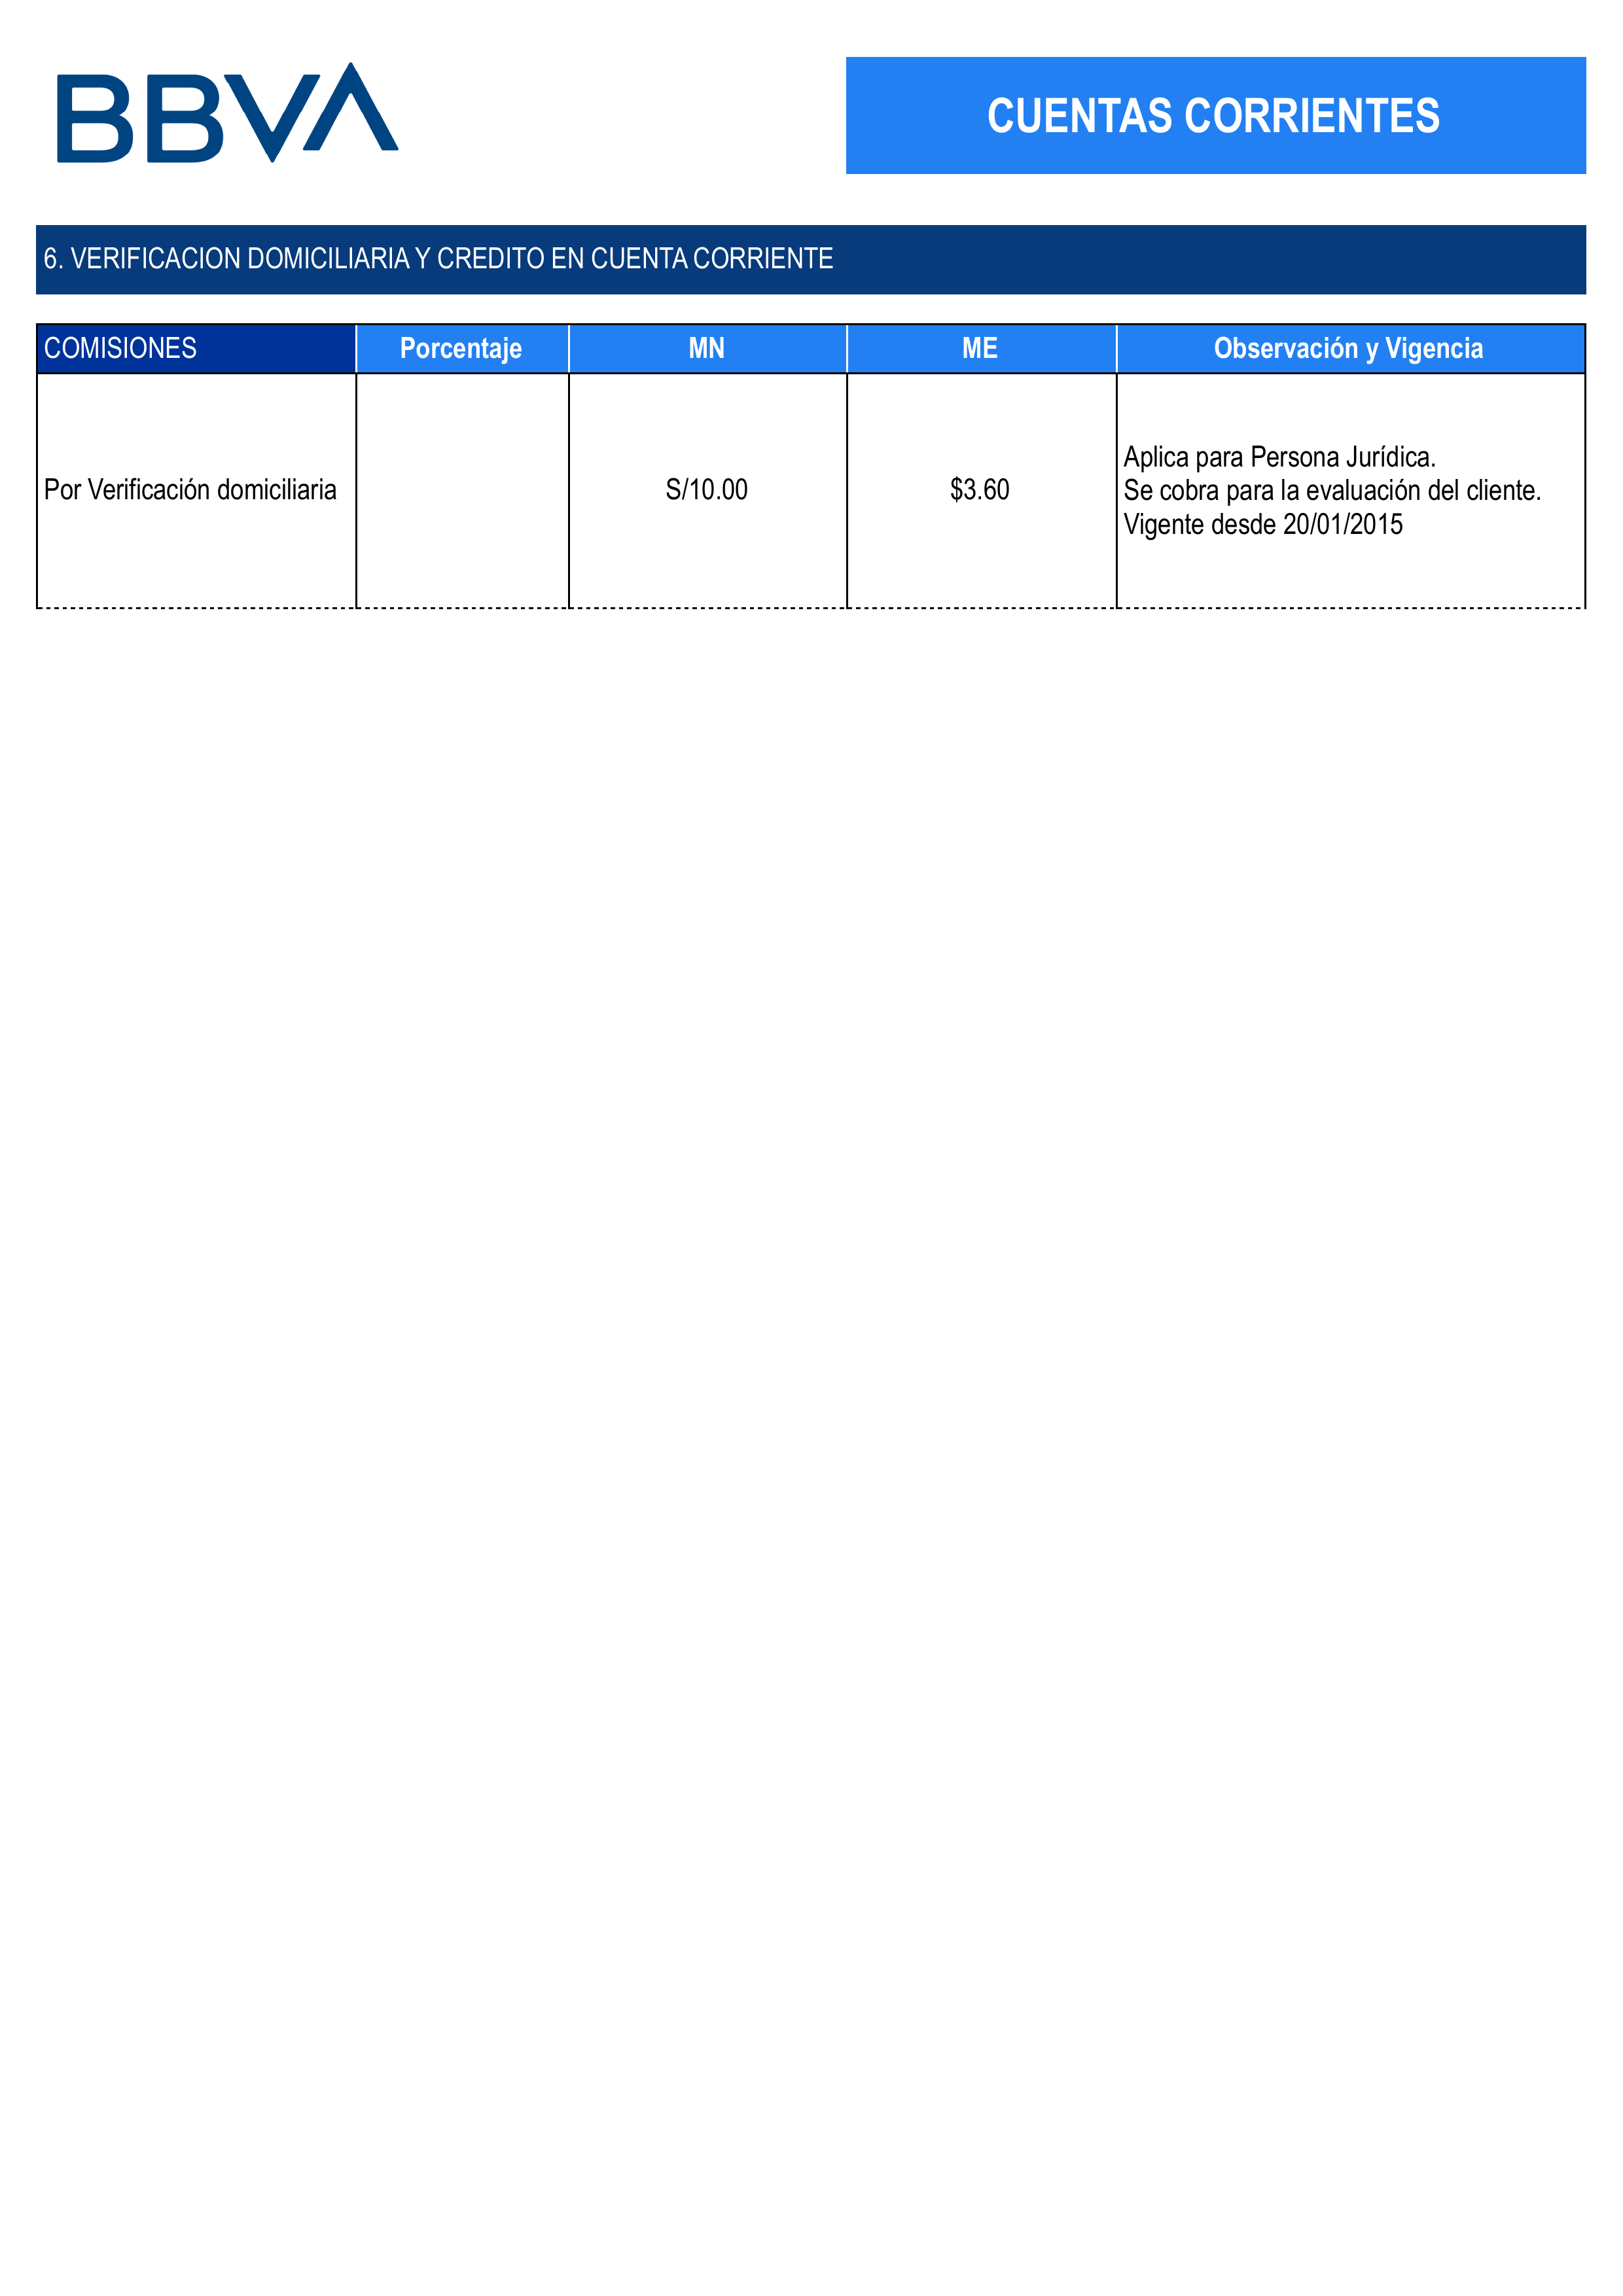 BBVA
CUENTAS CORRIENTES
6. VERIFICACION DOMICILIARIA Y CREDITO EN CUENTA CORRIENTE
COMISIONES Porcentaje MN ME Observación y Vigencia
Por Verificación domiciliaria S/10.00 $3.60
Aplica para Persona Jurídica.
Se cobra para la evaluación del cliente.
Vigente desde 20/01/2015